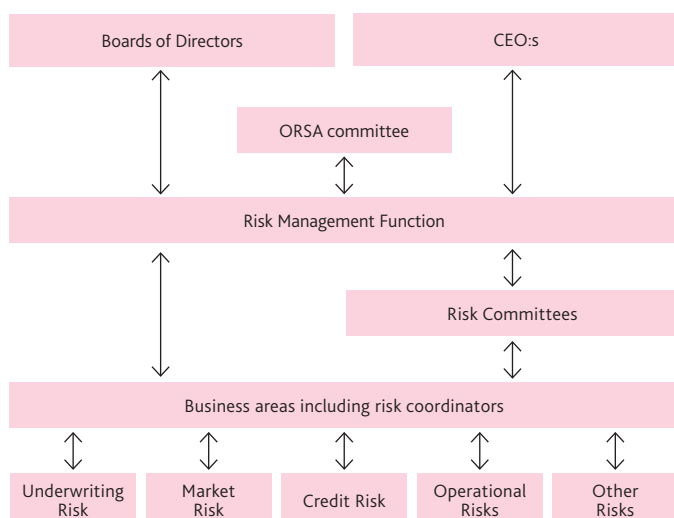 Boards of Directors
CEO:s
ORSA committee
Risk Management Function
Risk Committees
Business areas including risk coordinators
Underwriting
Risk
Market
Risk
Credit Risk
Operational
Risks
Other
Risks